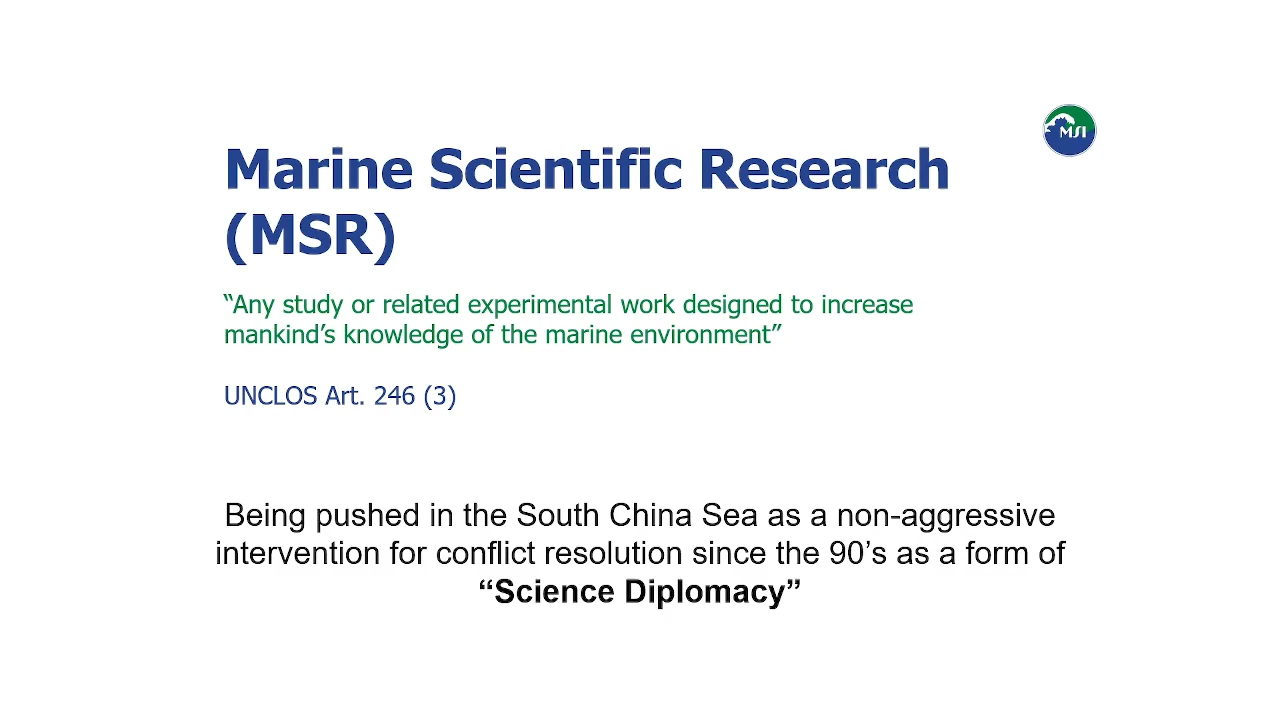 MSI
Marine Scientific Research
(MSR)
“Any study or related experimental work designed to increase
mankind’s knowledge of the marine environment”
UNCLOS Art. 246 (3)
Being pushed in the South China Sea as a non-aggressive
intervention for conflict resolution since the 90’s as a form of
“Science Diplomacy”